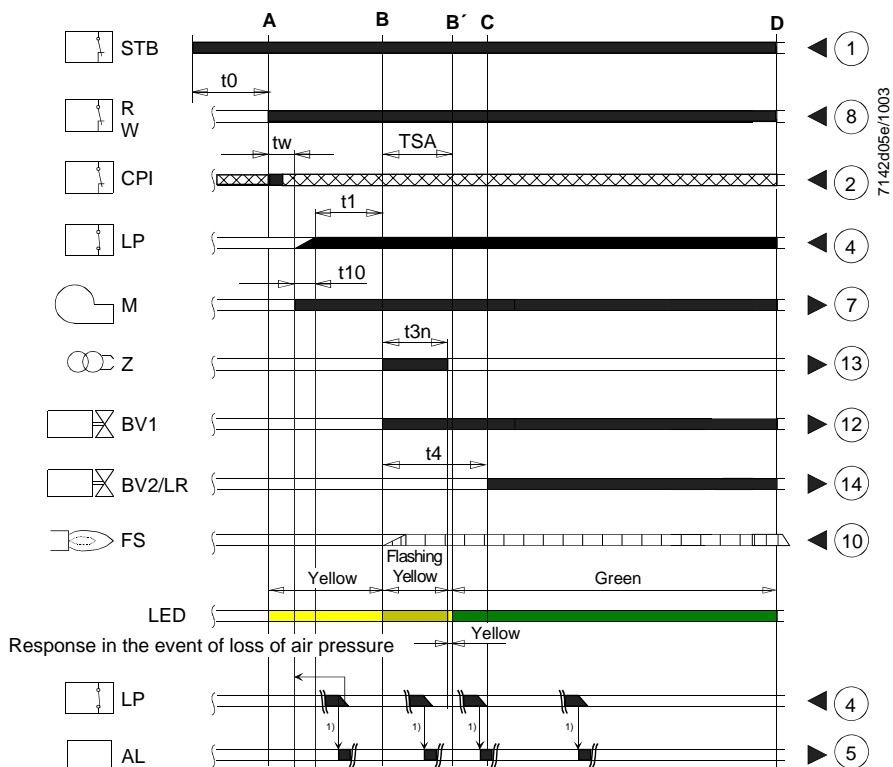 A B B´ C D
STB 1
t0
R
W 8
tw TSA
CPI 2
t1
LP 4
t10
M 7
t3n
Z 13
BV1 12
t4
BV2/LR 14
FS 10
Flashing
Yellow Yellow Green
LED
Yellow
Response in the event of loss of air pressure
LP 4
1) 1) 1) 1)
AL 5
7142d05e/1003